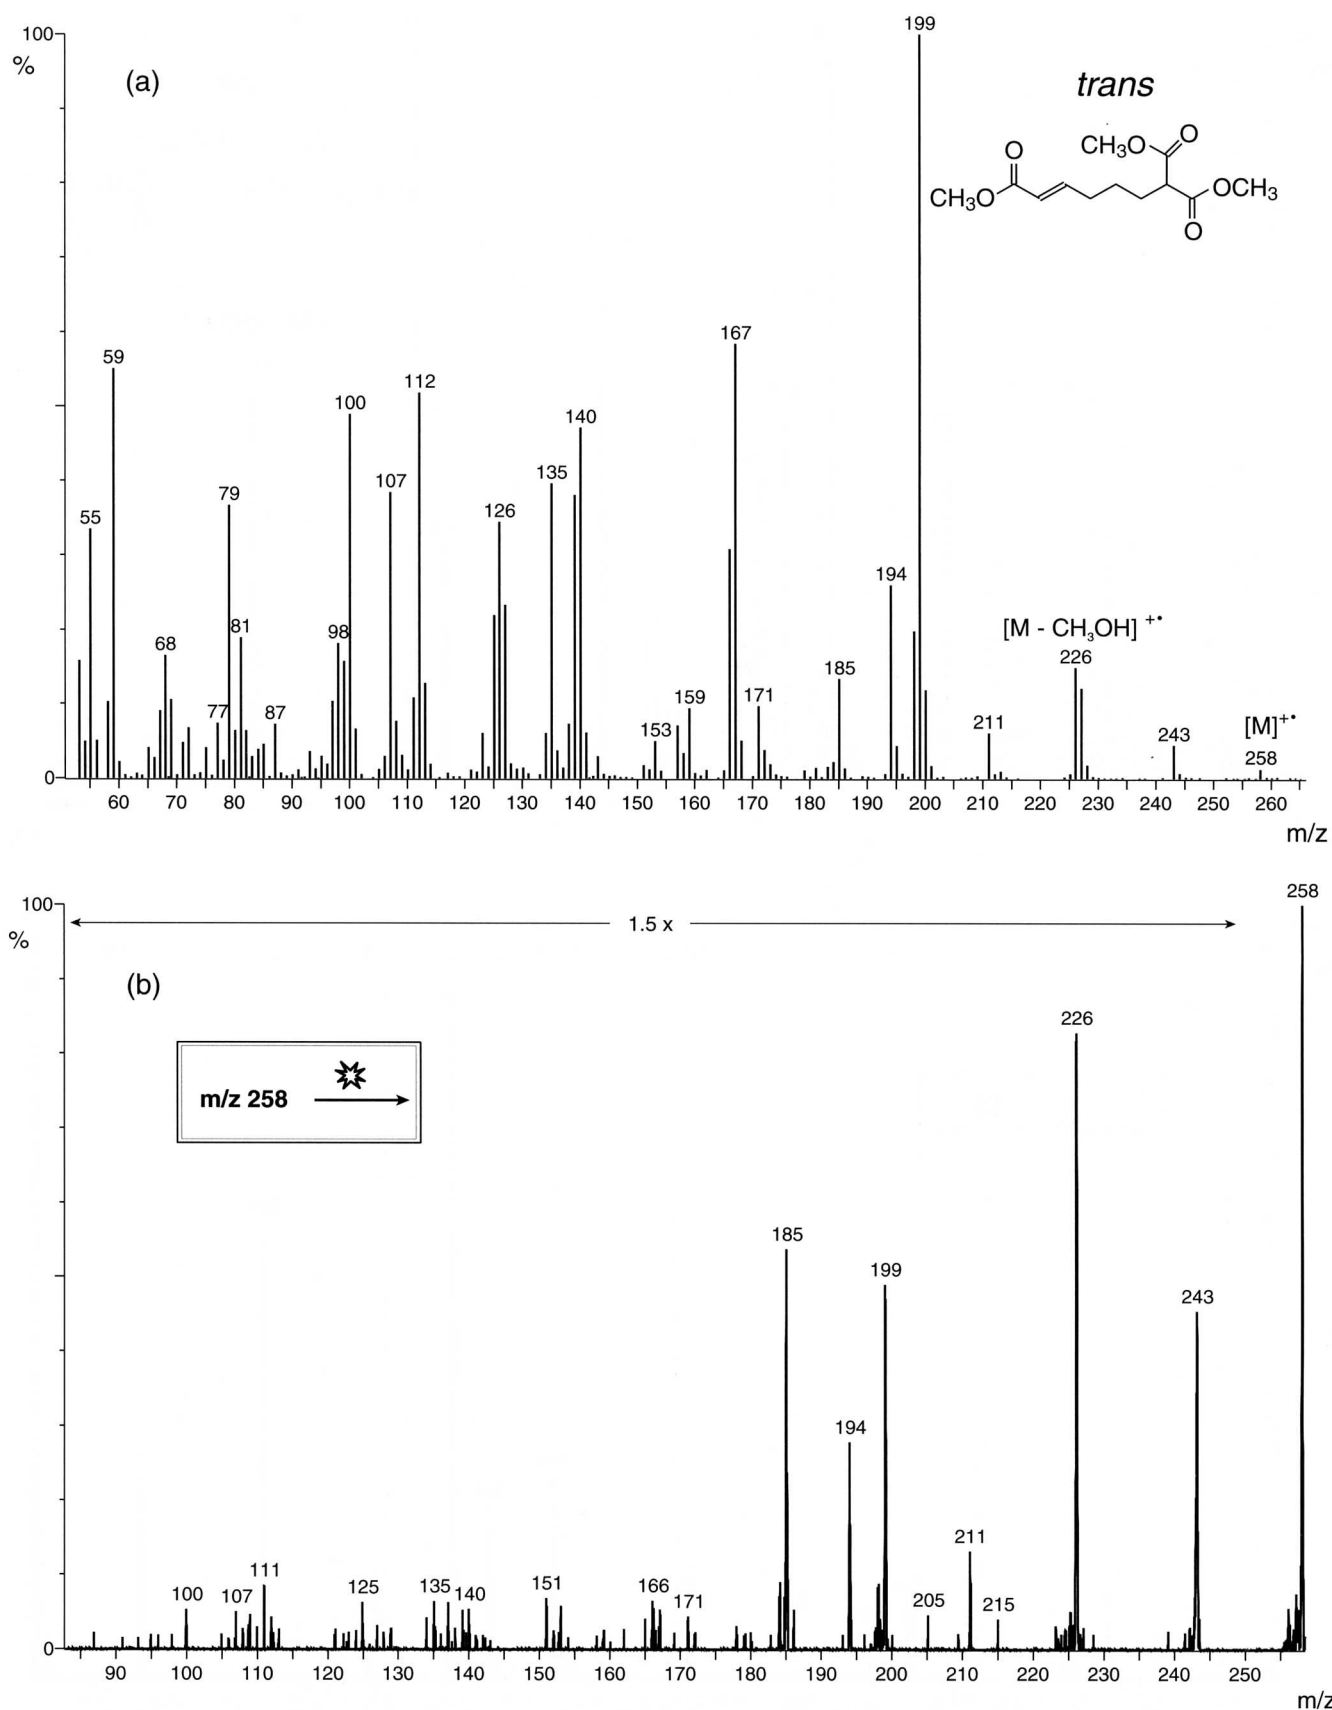 199
100
%
(a)
trans
O
CH₃O
O
CH₃O
OCH₃
O
167
59
112
100
140
135
107
79
126
55
194
[M - CH₃OH]⁺•
81
98
68
226
185
159
171
[M]⁺•
77
87
153
211
243
258
0
60 70 80 90 100 110 120 130 140 150 160 170 180 190 200 210 220 230 240 250 260
m/z
258
100
1.5 x
%
(b)
226
m/z 258
185
199
243
194
211
111
151
100
107
125
135
140
166
171
205
215
0
90 100 110 120 130 140 150 160 170 180 190 200 210 220 230 240 250
m/z